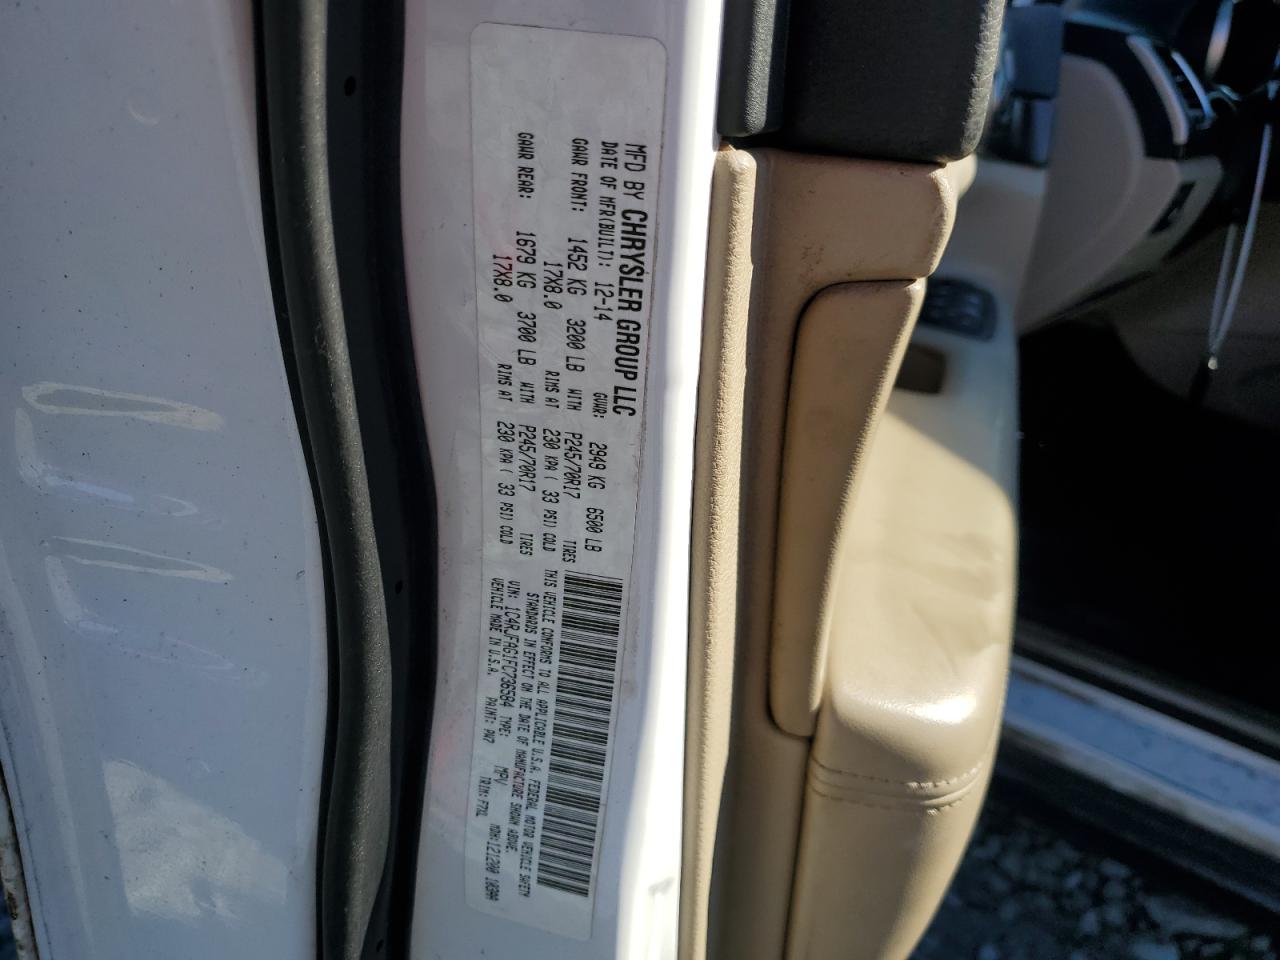 MFD BY CHRYSLER GROUP LLC
DATE OF MFR(BUILT): 12-14 GVWR: 2949 KG 6500 LB
GAWR FRONT: 1452 KG 3200 LB WITH P245/70R17 TIRES
17X8.0 RIMS AT 230 KPA ( 33 PSI) COLD
GAWR REAR: 1679 KG 3700 LB WITH P245/70R17 TIRES
17X8.0 RIMS AT 230 KPA ( 33 PSI) COLD
THIS VEHICLE CONFORMS TO ALL APPLICABLE U.S.A. FEDERAL MOTOR VEHICLE SAFETY
STANDARDS IN EFFECT ON THE DATE OF MANUFACTURE SHOWN ABOVE.
VIN: 1C4RJFAG1FC736584 TYPE: MPV MDH:121200
VEHICLE MADE IN U.S.A. PAINT: PW7 TRIM: